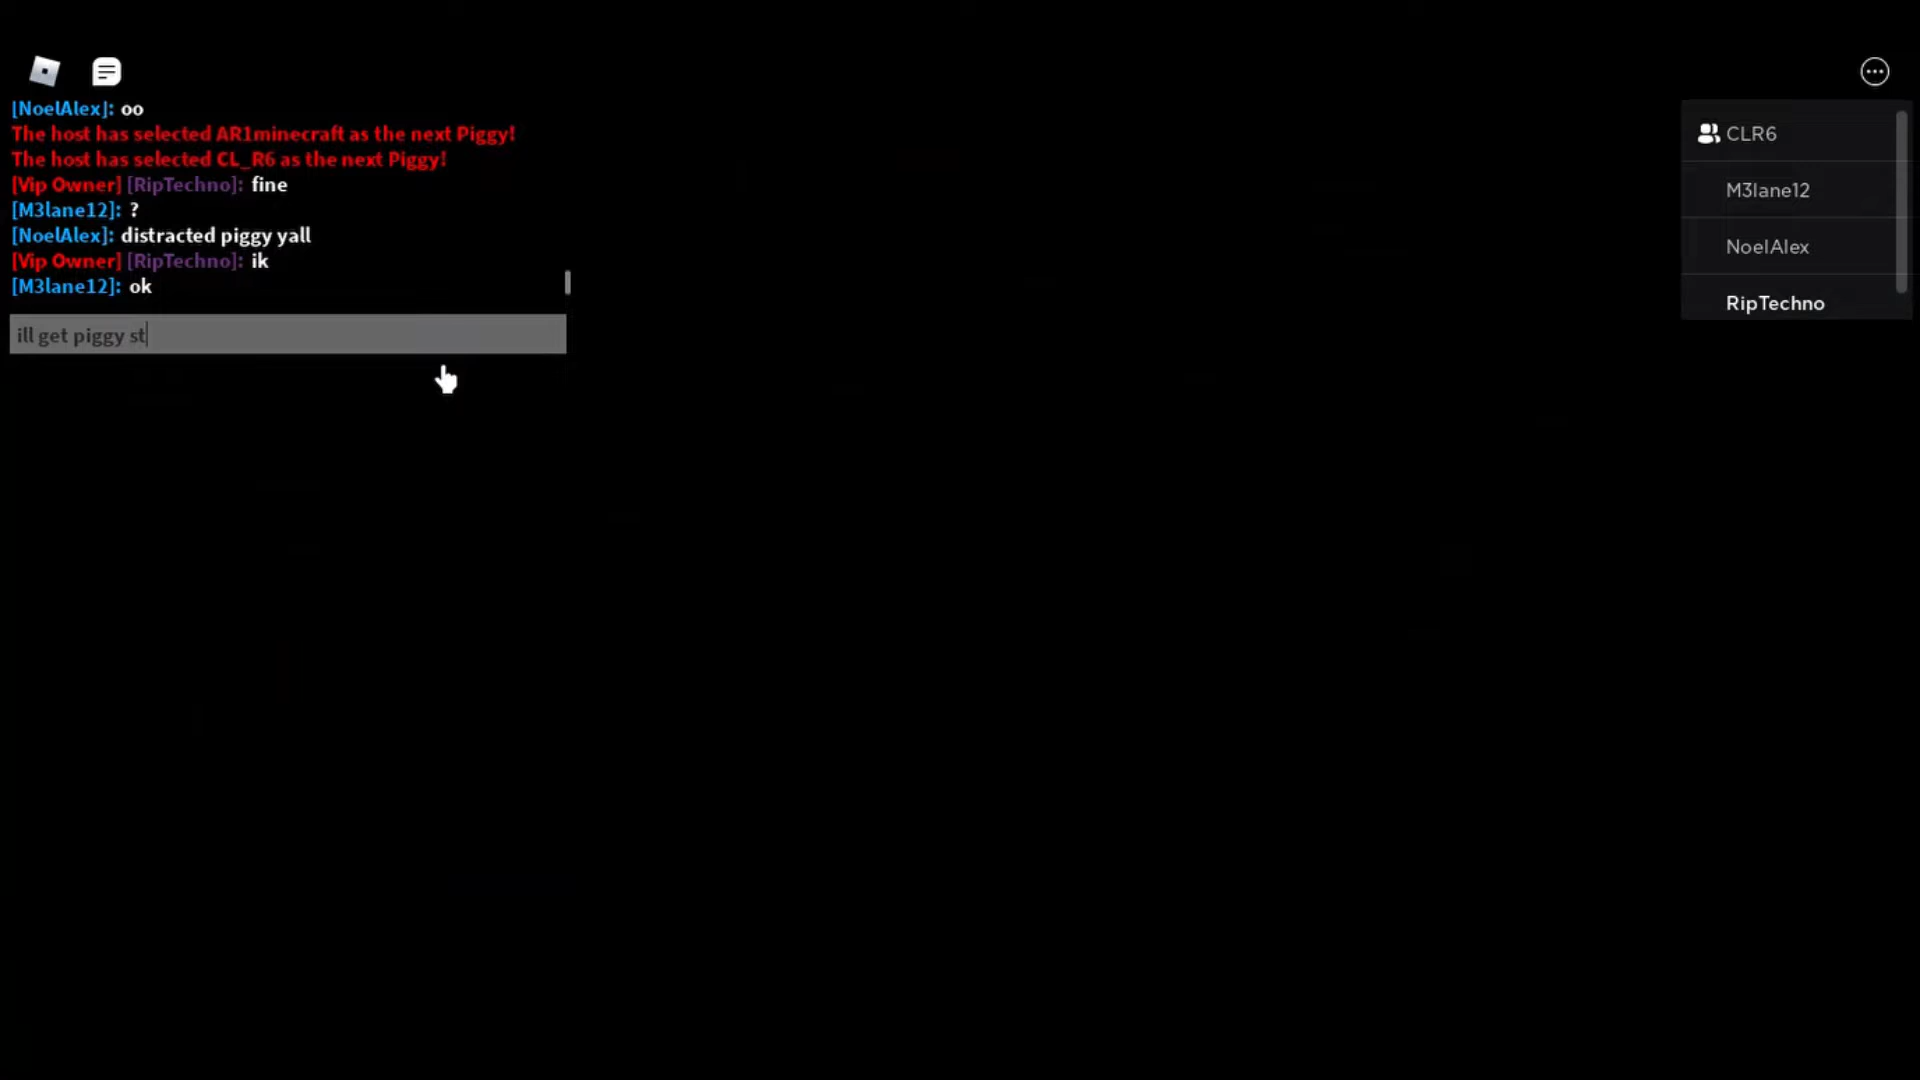 [NoelAlex]: oo
The host has selected AR1minecraft as the next Piggy!
The host has selected CL_R6 as the next Piggy!
[Vip Owner] [RipTechno]: fine
[M3lane12]: ?
[NoelAlex]: distracted piggy yall
[Vip Owner] [RipTechno]: ik
[M3lane12]: ok
ill get piggy st
CLR6
M3lane12
NoelAlex
RipTechno